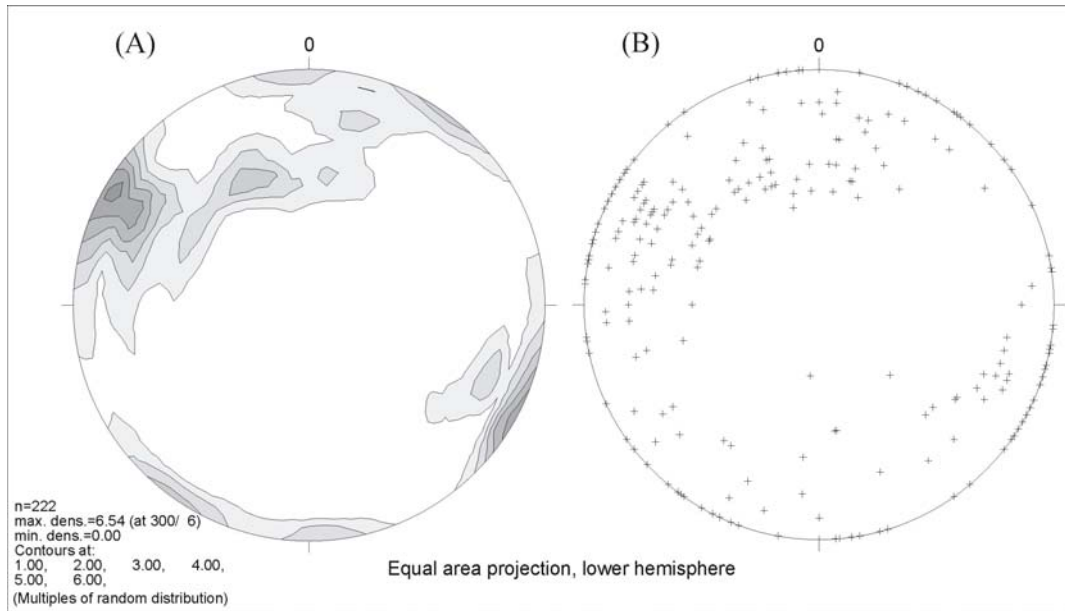 (A)
0
(B)
0
n=222
max. dens.=6.54 (at 300/ 6)
min. dens.=0.00
Contours at:
1.00, 2.00, 3.00, 4.00,
5.00, 6.00,
(Multiples of random distribution)
Equal area projection, lower hemisphere